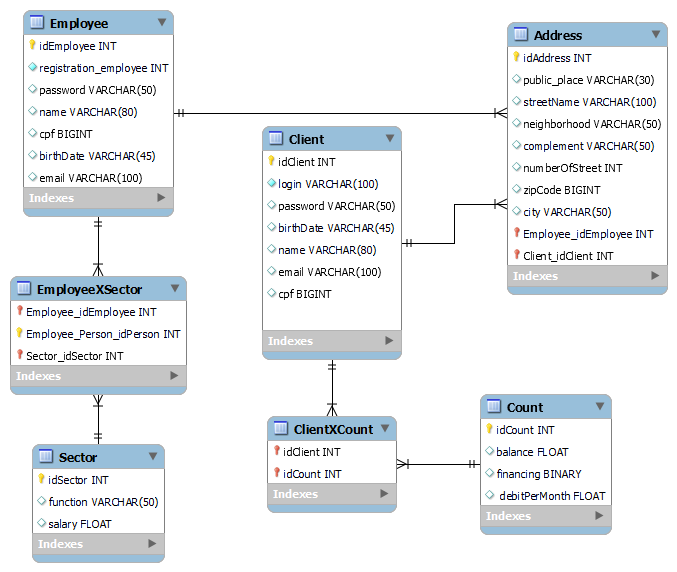 Employee
idEmployee INT
registration_employee INT
password VARCHAR(50)
name VARCHAR(80)
cpf BIGINT
birthDate VARCHAR(45)
email VARCHAR(100)
Indexes
Address
idAddress INT
public_place VARCHAR(30)
streetName VARCHAR(100)
neighborhood VARCHAR(50)
complement VARCHAR(50)
numberOfStreet INT
zipCode BIGINT
city VARCHAR(50)
Employee_idEmployee INT
Client_idClient INT
Indexes
Client
idClient INT
login VARCHAR(100)
password VARCHAR(50)
birthDate VARCHAR(45)
name VARCHAR(80)
email VARCHAR(100)
cpf BIGINT
Indexes
EmployeeXSector
Employee_idEmployee INT
Employee_Person_idPerson INT
Sector_idSector INT
Indexes
Sector
idSector INT
function VARCHAR(50)
salary FLOAT
Indexes
ClientXCount
idClient INT
idCount INT
Indexes
Count
idCount INT
balance FLOAT
financing BINARY
debitPerMonth FLOAT
Indexes